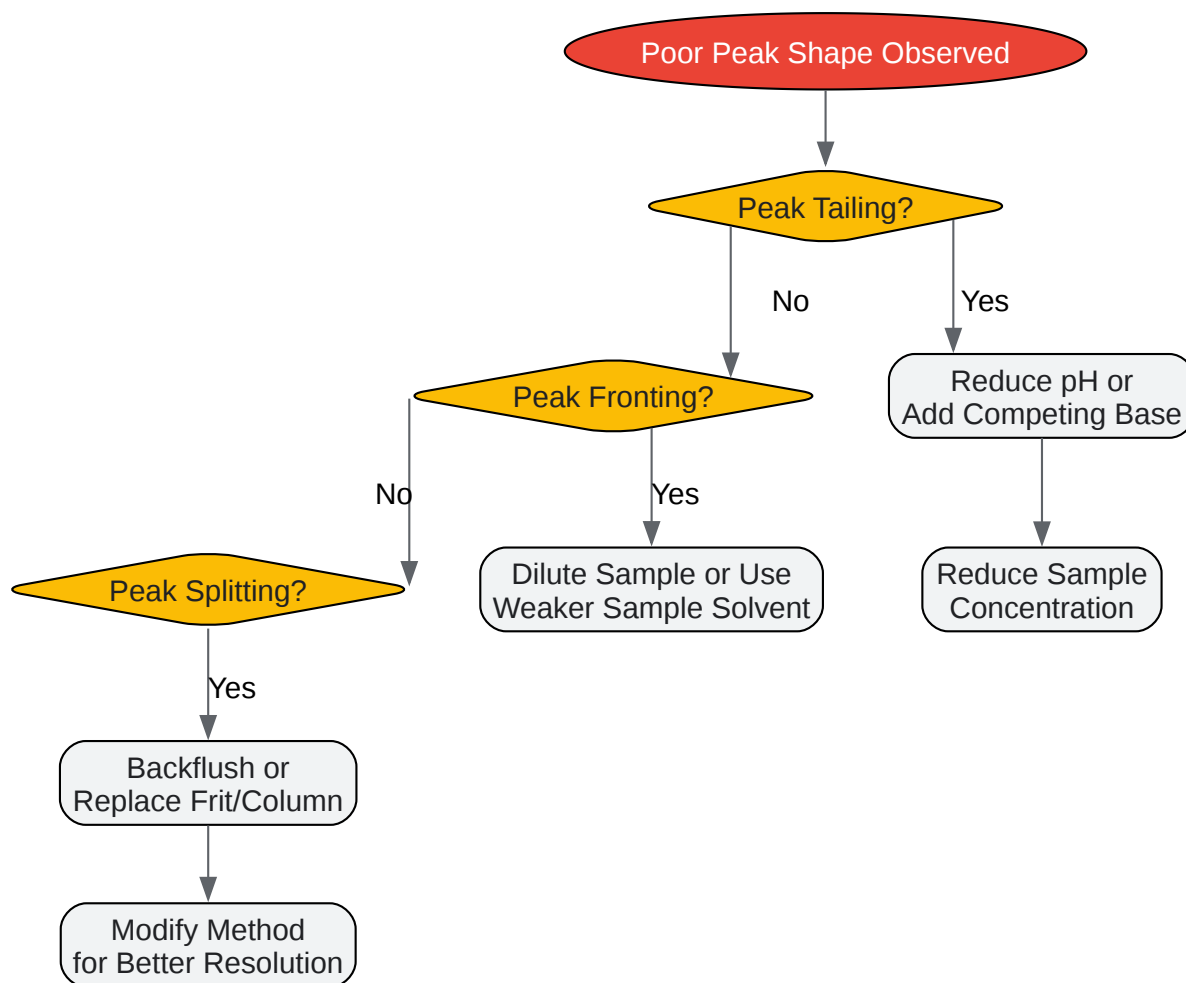 Poor Peak Shape Observed
Peak Tailing?
No
Yes
Peak Fronting?
Reduce pH or
Add Competing Base
No
Yes
Peak Splitting?
Dilute Sample or Use
Weaker Sample Solvent
Reduce Sample
Concentration
Yes
Backflush or
Replace Frit/Column
Modify Method
for Better Resolution